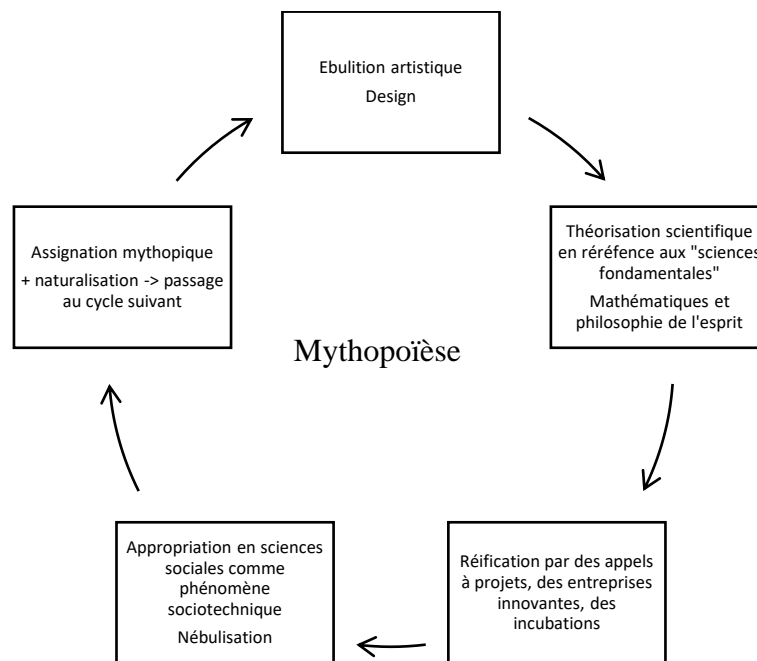 Ebulition artistique
Design
Théorisation scientifique
en réréfence aux "sciences
fondamentales"
Mathématiques et
philosophie de l'esprit
Assignation mythopique
+ naturalisation -> passage
au cycle suivant
Mythopoïèse
Appropriation en sciences
sociales comme
phénomène
sociotechnique
Nébulisation
Réification par des appels
à projets, des entreprises
innovantes, des
incubations